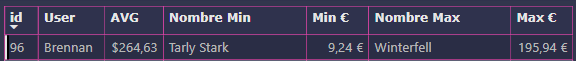 id User AVG Nombre Min Min € Nombre Max Max €
96 Brennan $264,63 Tarly Stark 9,24 € Winterfell 195,94 €